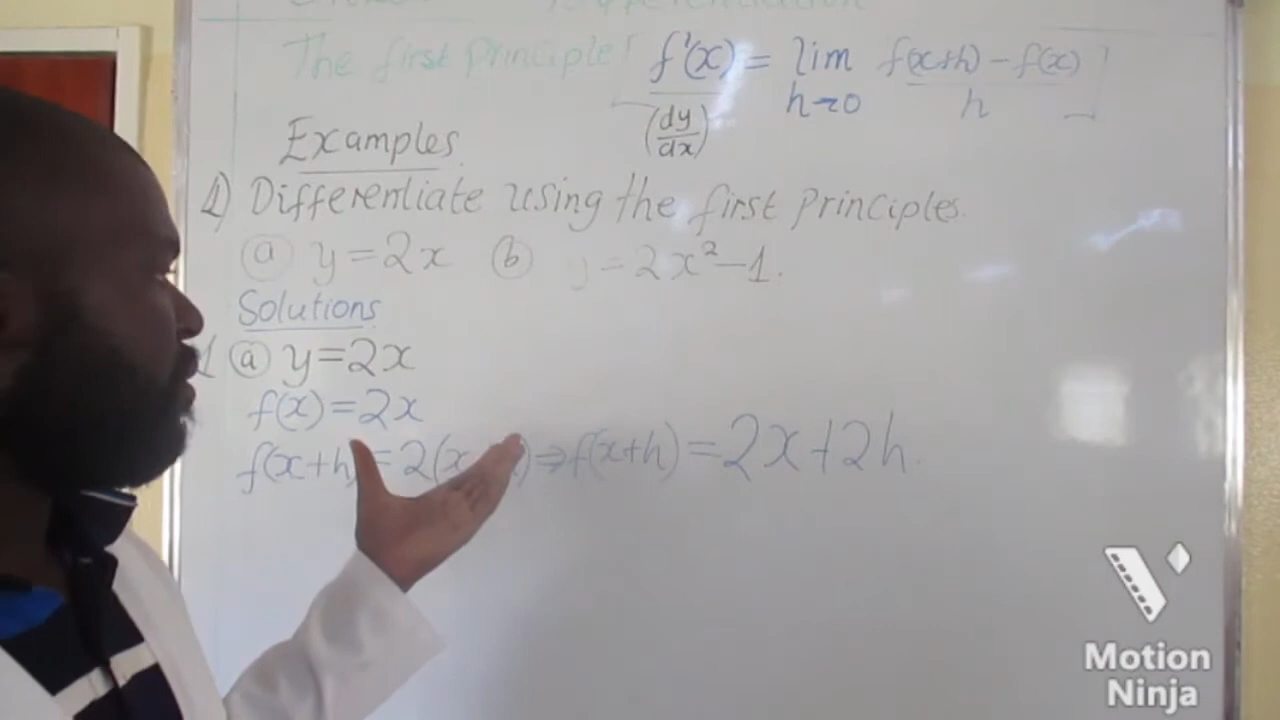 Differentiation
The first principle [f'(x) = lim h→0 f(x+h) - f(x) / h]
(dy/dx)
Examples
1) Differentiate using the first principles.
(a) y = 2x (b) y = 2x² - 1.
Solutions
1 (a) y = 2x
f(x) = 2x
f(x+h) = 2(x ) ⇒ f(x+h) = 2x + 2h.
Motion
Ninja